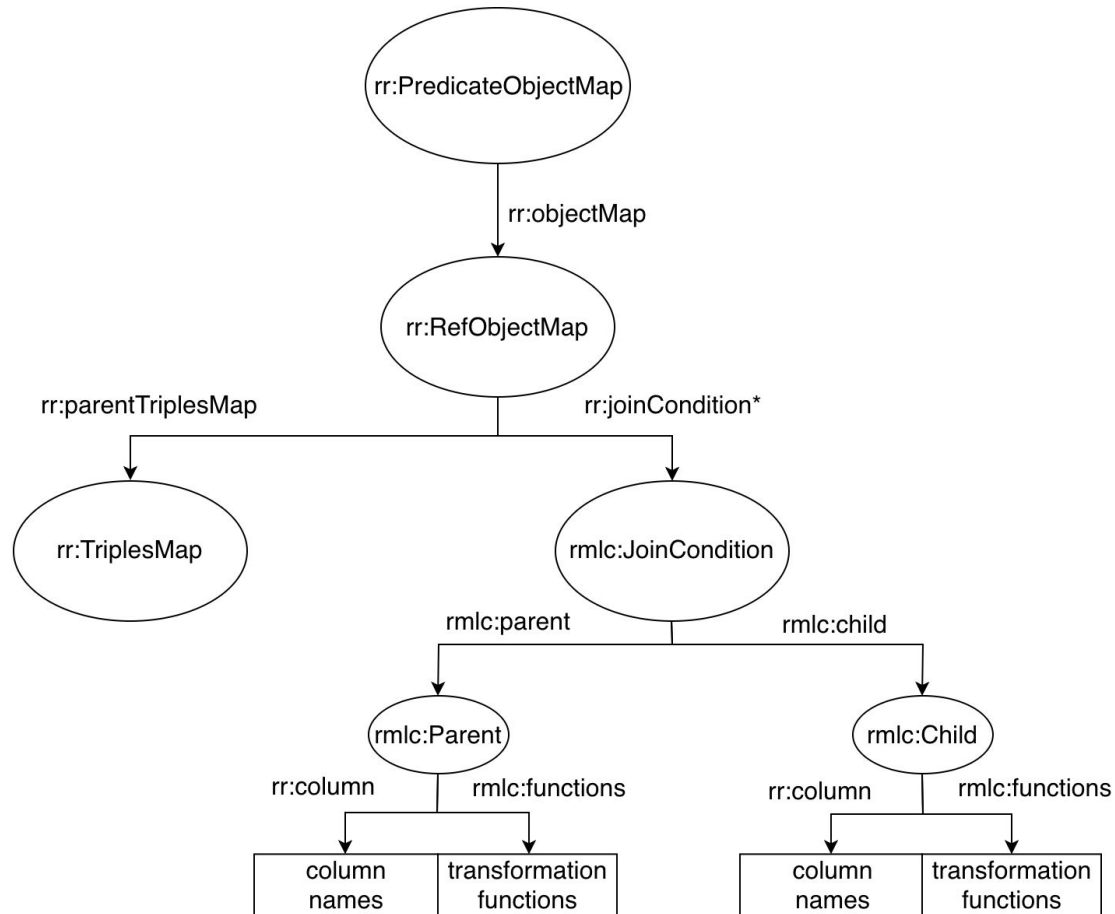 rr:PredicateObjectMap
rr:objectMap
rr:RefObjectMap
rr:parentTriplesMap
rr:joinCondition*
rr:TriplesMap
rmlc:JoinCondition
rmlc:parent
rmlc:child
rmlc:Parent
rmlc:Child
rr:column
rmlc:functions
rr:column
rmlc:functions
column
names
transformation
functions
column
names
transformation
functions